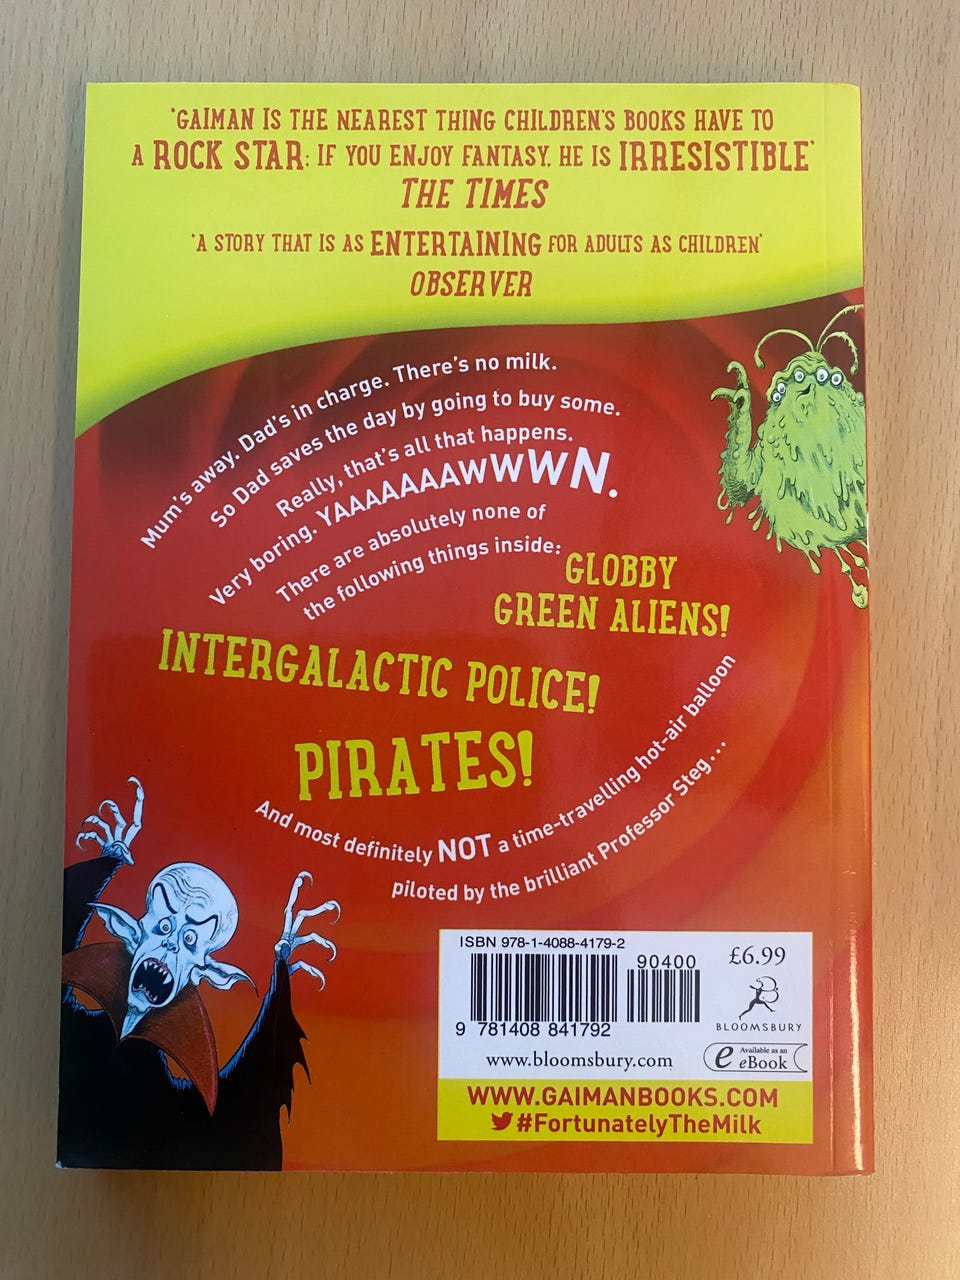 ‘GAIMAN IS THE NEAREST THING CHILDREN'S BOOKS HAVE TO
A ROCK STAR: IF YOU ENJOY FANTASY, HE IS IRRESISTIBLE’
THE TIMES
‘A STORY THAT IS AS ENTERTAINING FOR ADULTS AS CHILDREN’
OBSERVER
Mum's away. Dad's in charge. There's no milk.
So Dad saves the day by going to buy some.
Really, that's all that happens.
Very boring. YAAAAAAAWWWN.
There are absolutely none of
the following things inside:
GLOBBY
GREEN ALIENS!
INTERGALACTIC POLICE!
PIRATES!
And most definitely NOT a time-travelling hot-air balloon
piloted by the brilliant Professor Steg...
ISBN 978-1-4088-4179-2
90400
9 781408 841792
£6.99
B
BLOOMSBURY
www.bloomsbury.com
e Available as an
eBook
WWW.GAIMANBOOKS.COM
#FortunatelyTheMilk